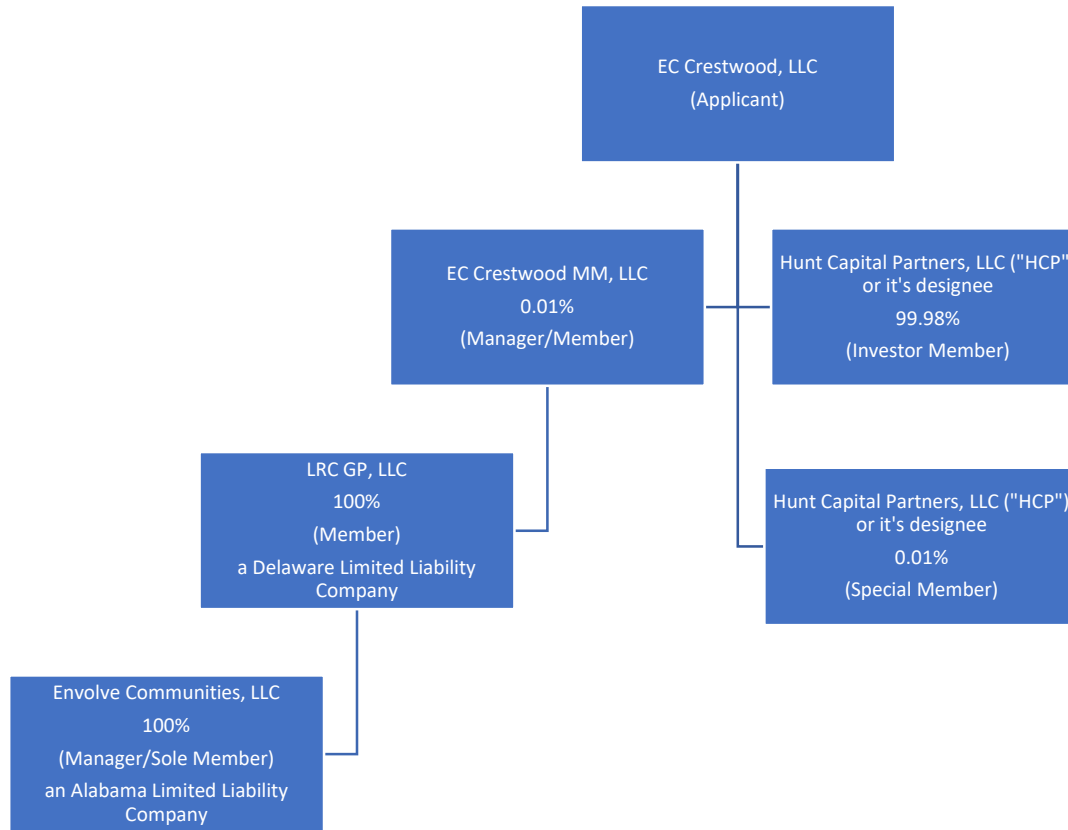 EC Crestwood, LLC
(Applicant)
EC Crestwood MM, LLC
0.01%
(Manager/Member)
Hunt Capital Partners, LLC ("HCP"
or it's designee
99.98%
(Investor Member)
LRC GP, LLC
100%
(Member)
a Delaware Limited Liability
Company
Hunt Capital Partners, LLC ("HCP")
or it's designee
0.01%
(Special Member)
Envolve Communities, LLC
100%
(Manager/Sole Member)
an Alabama Limited Liability
Company